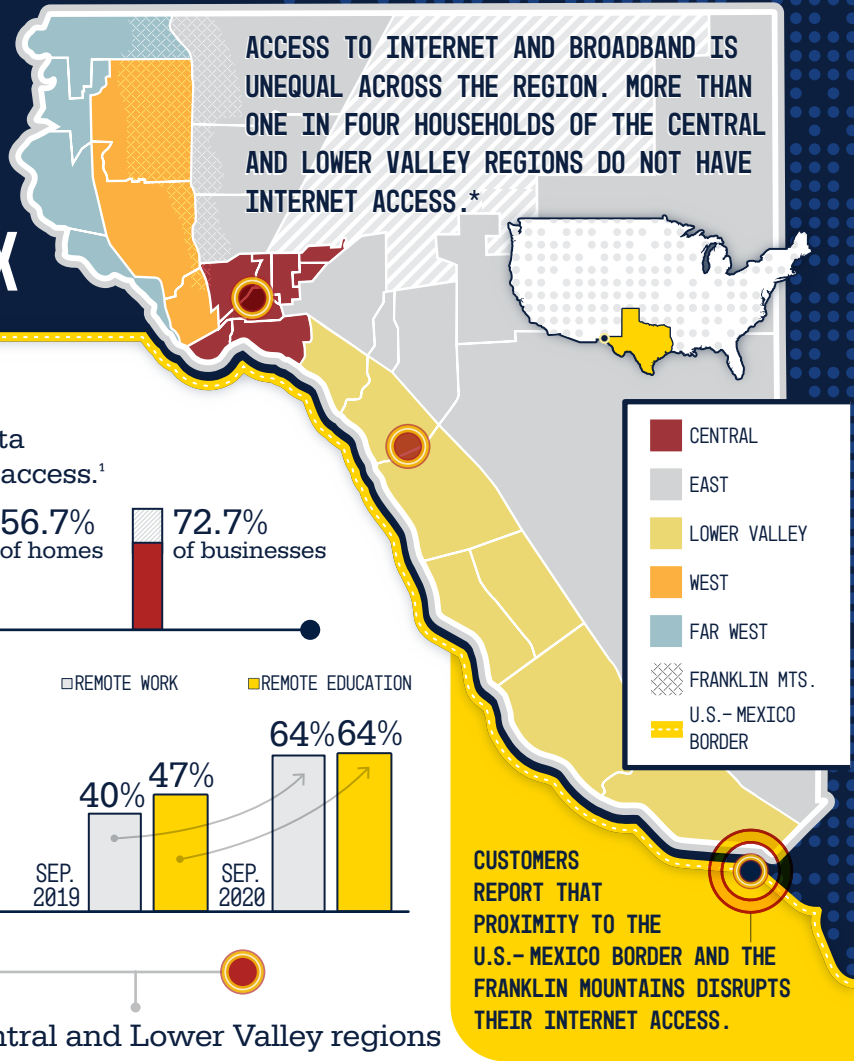 ACCESS TO INTERNET AND BROADBAND IS
UNEQUAL ACROSS THE REGION. MORE THAN
ONE IN FOUR HOUSEHOLDS OF THE CENTRAL
AND LOWER VALLEY REGIONS DO NOT HAVE
INTERNET ACCESS.*
X
ta
access.¹
56.7%
of homes
72.7%
of businesses
CENTRAL
EAST
LOWER VALLEY
WEST
FAR WEST
FRANKLIN MTS.
U.S.-MEXICO
BORDER
REMOTE WORK
REMOTE EDUCATION
SEP.
2019
40%
47%
SEP.
2020
64%
64%
CUSTOMERS
REPORT THAT
PROXIMITY TO THE
U.S.-MEXICO BORDER AND THE
FRANKLIN MOUNTAINS DISRUPTS
THEIR INTERNET ACCESS.
ntral and Lower Valley regions